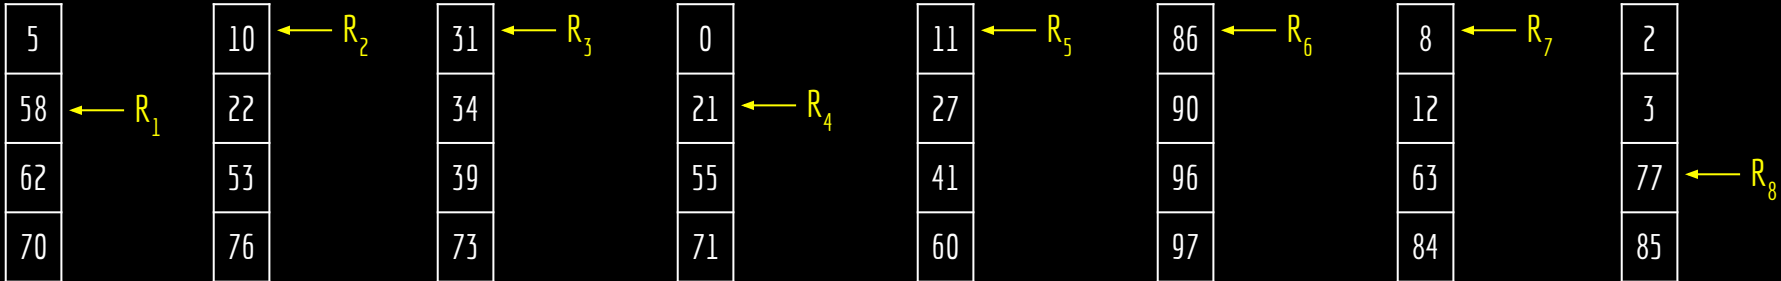 5 10 R₂ 31 R₃ 0 11 R₅ 86 R₆ 8 R₇ 2
58 R₁ 22 34 21 R₄ 27 90 12 3
62 53 39 55 41 96 63 77 R₈
70 76 73 71 60 97 84 85